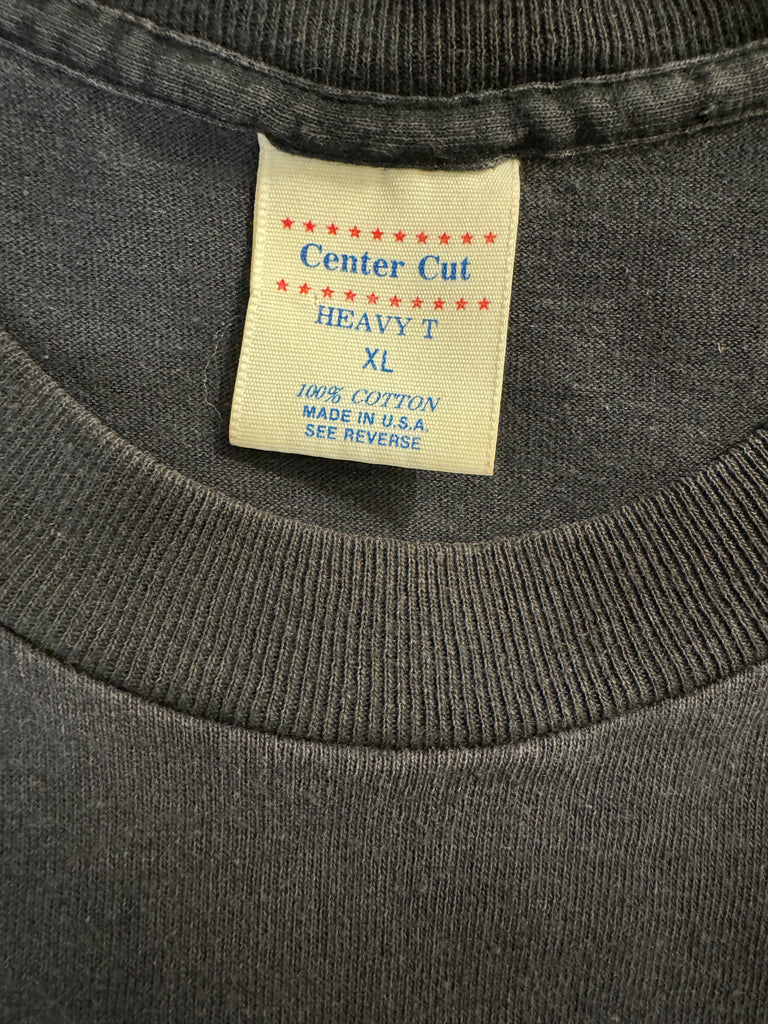 Center Cut
HEAVY T
XL
100% COTTON
MADE IN U.S.A.
SEE REVERSE